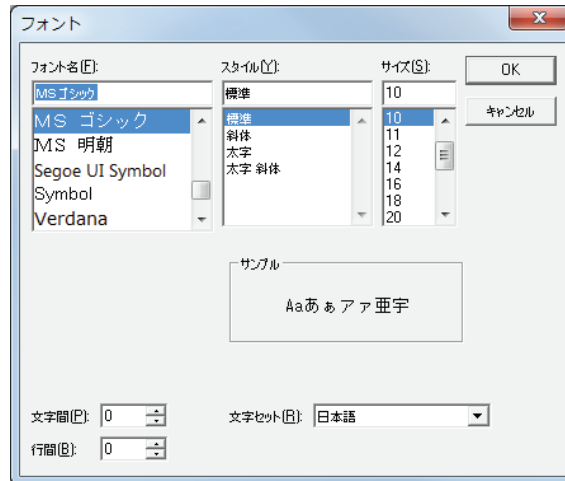 フォント
フォント名(F):
スタイル(Y):
サイズ(S):
MS ゴシック
標準
10
OK
キャンセル
MS ゴシック
MS 明朝
Segoe UI Symbol
Symbol
Verdana
標準
斜体
太字
太字 斜体
10
11
12
14
16
18
20
サンプル
Aaあぁアァ亜宇
文字間(P):
0
文字セット(R):
日本語
行間(B):
0